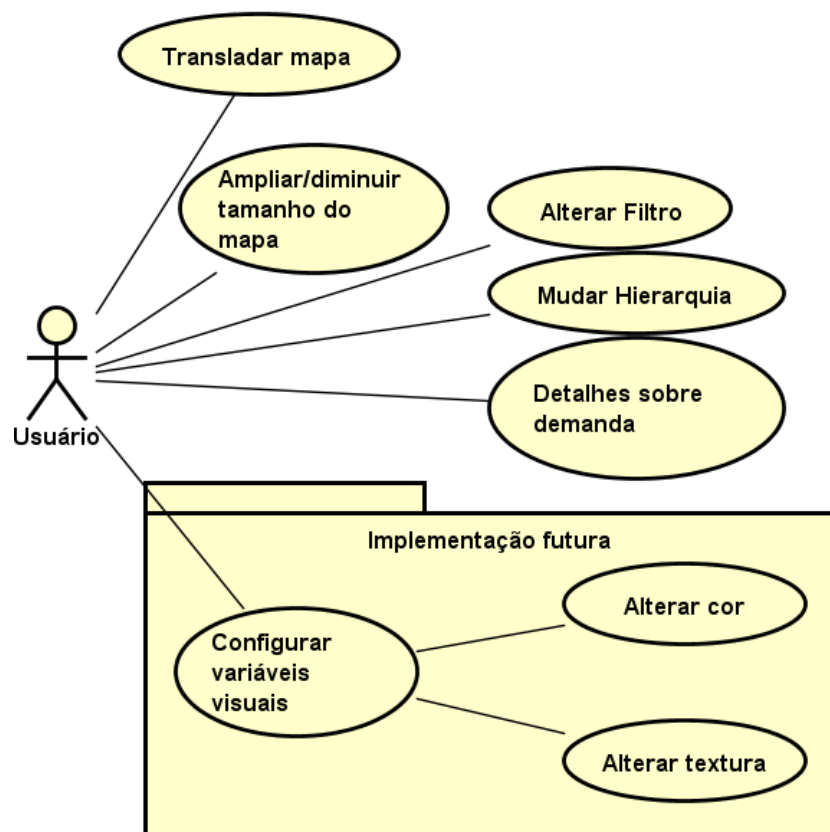 Transladar mapa
Ampliar/diminuir
tamanho do
mapa
Alterar Filtro
Mudar Hierarquia
Detalhes sobre
demanda
Usuário
Implementação futura
Configurar
variáveis
visuais
Alterar cor
Alterar textura